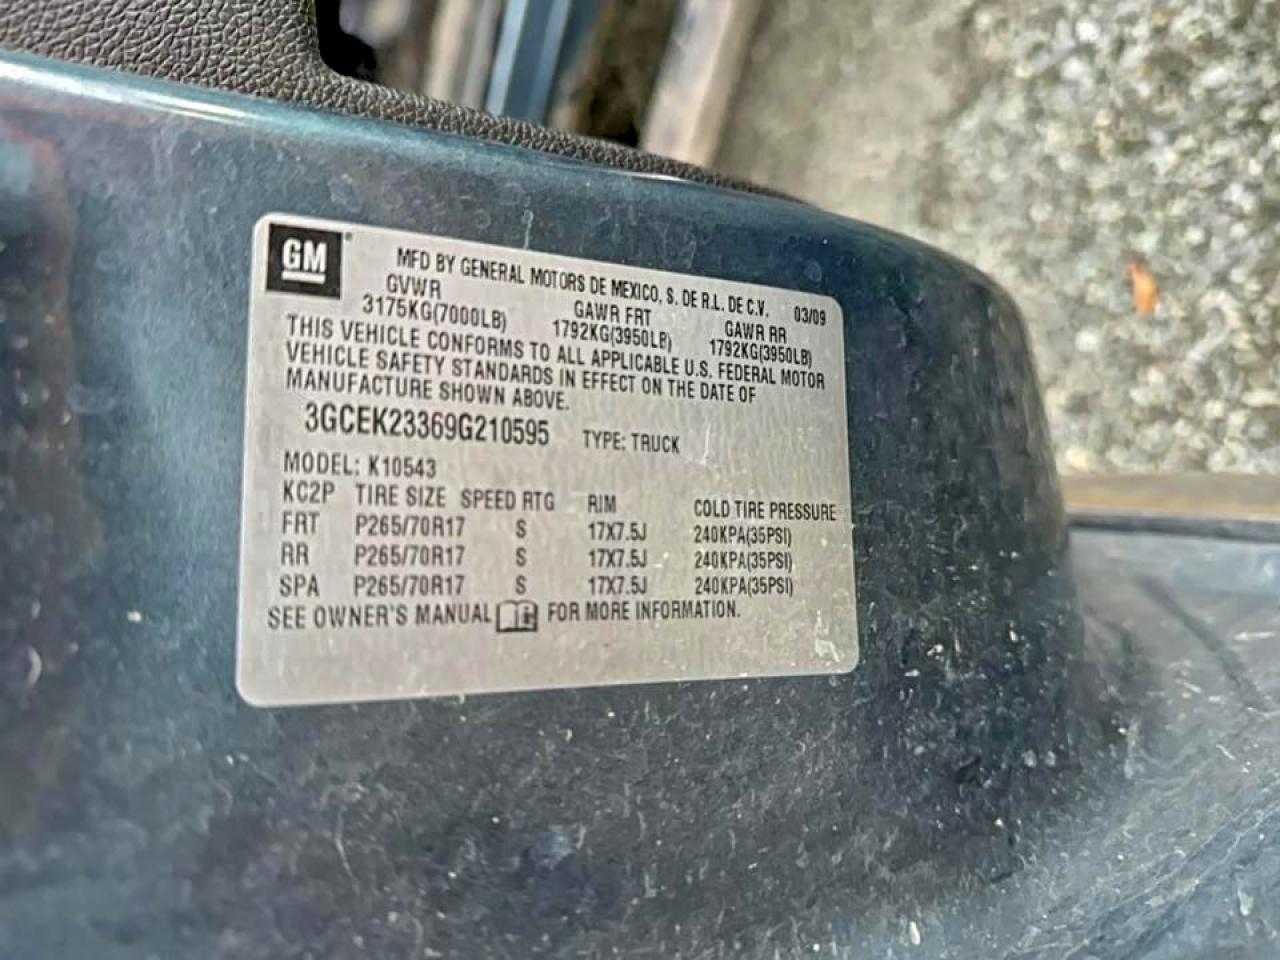 GM
MFD BY GENERAL MOTORS DE MEXICO, S. DE R.L. DE C.V. 03/09
GVWR GAWR FRT GAWR RR
3175KG(7000LB) 1792KG(3950LB) 1792KG(3950LB)
THIS VEHICLE CONFORMS TO ALL APPLICABLE U.S. FEDERAL MOTOR
VEHICLE SAFETY STANDARDS IN EFFECT ON THE DATE OF
MANUFACTURE SHOWN ABOVE.
3GCEK23369G210595 TYPE: TRUCK
MODEL: K10543
KC2P TIRE SIZE SPEED RTG RIM COLD TIRE PRESSURE
FRT P265/70R17 S 17X7.5J 240KPA(35PSI)
RR P265/70R17 S 17X7.5J 240KPA(35PSI)
SPA P265/70R17 S 17X7.5J 240KPA(35PSI)
SEE OWNER'S MANUAL FOR MORE INFORMATION.